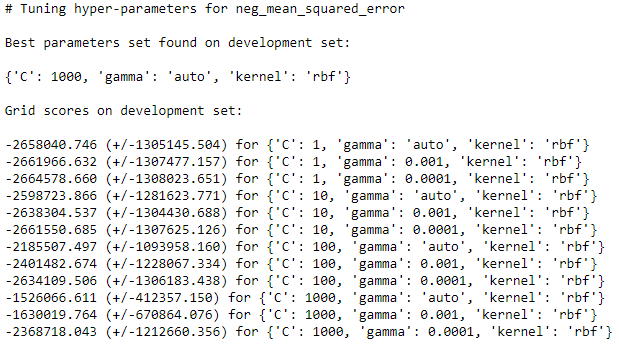 # Tuning hyper-parameters for neg_mean_squared_error
Best parameters set found on development set:
{'C': 1000, 'gamma': 'auto', 'kernel': 'rbf'}
Grid scores on development set:
-2658040.746 (+/-1305145.504) for {'C': 1, 'gamma': 'auto', 'kernel': 'rbf'}
-2661966.632 (+/-1307477.157) for {'C': 1, 'gamma': 0.001, 'kernel': 'rbf'}
-2664578.660 (+/-1308023.651) for {'C': 1, 'gamma': 0.0001, 'kernel': 'rbf'}
-2598723.866 (+/-1281623.771) for {'C': 10, 'gamma': 'auto', 'kernel': 'rbf'}
-2638304.537 (+/-1304430.688) for {'C': 10, 'gamma': 0.001, 'kernel': 'rbf'}
-2661550.685 (+/-1307625.126) for {'C': 10, 'gamma': 0.0001, 'kernel': 'rbf'}
-2185507.497 (+/-1093958.160) for {'C': 100, 'gamma': 'auto', 'kernel': 'rbf'}
-2401482.674 (+/-1228067.334) for {'C': 100, 'gamma': 0.001, 'kernel': 'rbf'}
-2634109.506 (+/-1306183.438) for {'C': 100, 'gamma': 0.0001, 'kernel': 'rbf'}
-1526066.611 (+/-412357.150) for {'C': 1000, 'gamma': 'auto', 'kernel': 'rbf'}
-1630019.764 (+/-670864.076) for {'C': 1000, 'gamma': 0.001, 'kernel': 'rbf'}
-2368718.043 (+/-1212660.356) for {'C': 1000, 'gamma': 0.0001, 'kernel': 'rbf'}